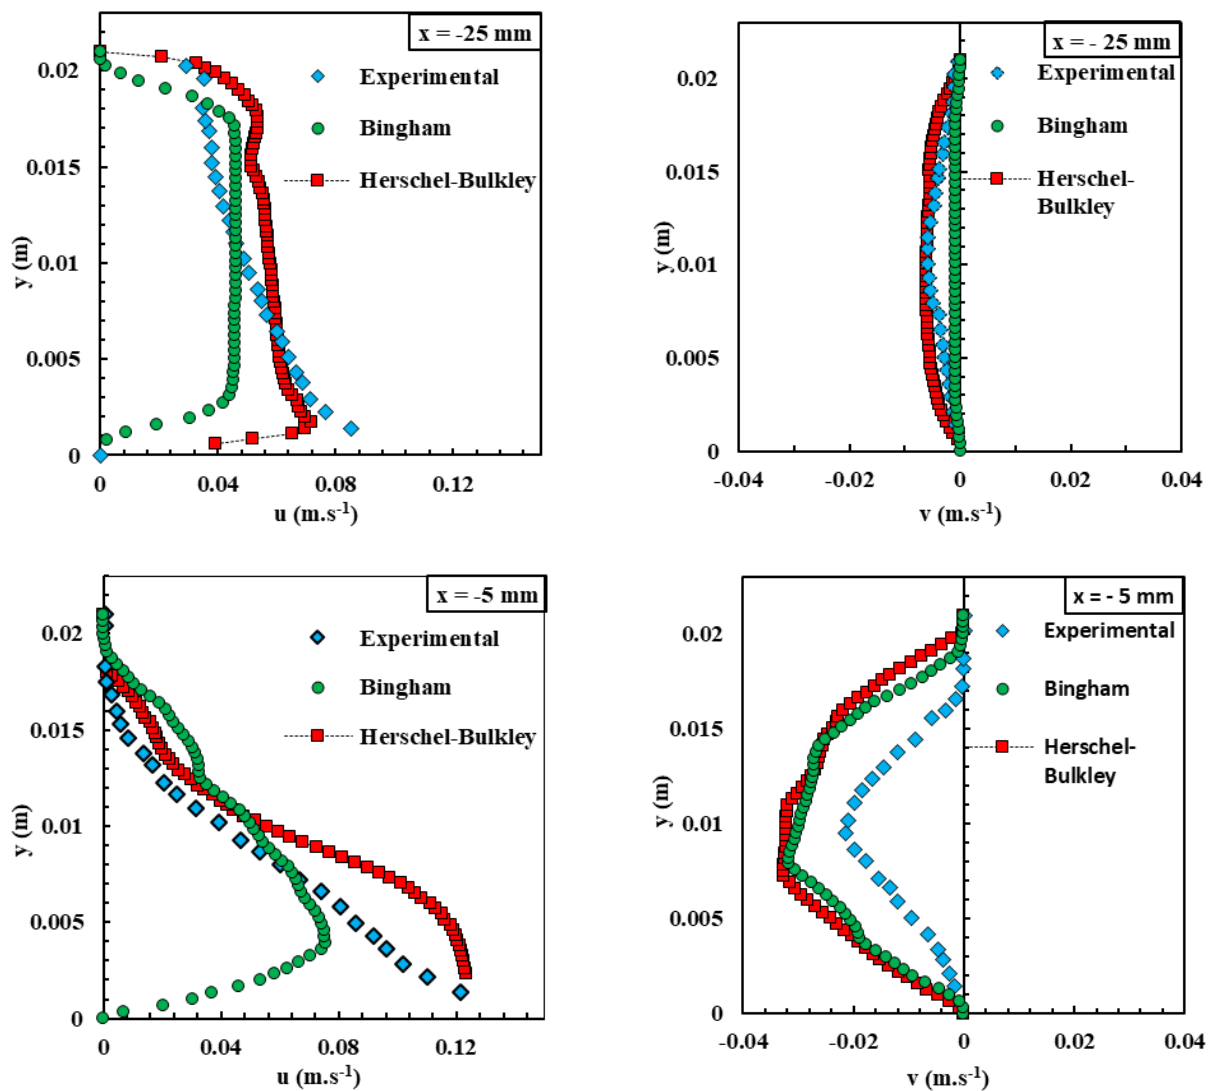 x = -25 mm
Experimental
Bingham
Herschel-Bulkley
0.02
0.015
0.01
0.005
0
y (m)
0
0.04
0.08
0.12
u (m.s⁻¹)
x = - 25 mm
Experimental
Bingham
Herschel-
Bulkley
0.02
0.015
0.01
0.005
0
y (m)
-0.04
-0.02
0
0.02
0.04
v (m.s⁻¹)
x = -5 mm
Experimental
Bingham
Herschel-Bulkley
0.02
0.015
0.01
0.005
0
y (m)
0
0.04
0.08
0.12
u (m.s⁻¹)
x = - 5 mm
Experimental
Bingham
Herschel-
Bulkley
0.02
0.015
0.01
0.005
0
y (m)
-0.04
-0.02
0
0.02
0.04
v (m.s⁻¹)